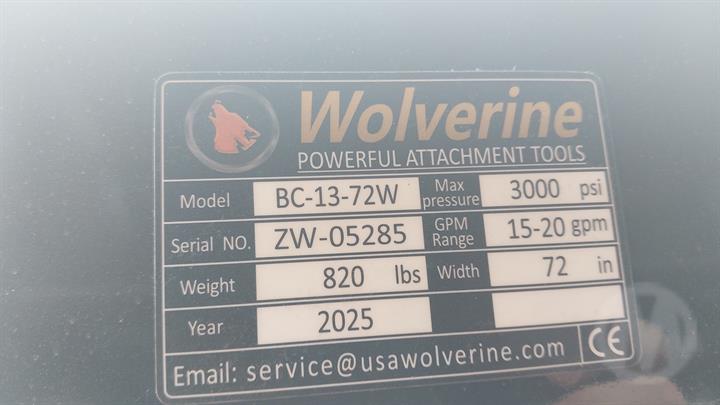 Wolverine
POWERFUL ATTACHMENT TOOLS
Model BC-13-72W Max pressure 3000 psi
Serial NO. ZW-05285 GPM Range 15-20 gpm
Weight 820 lbs Width 72 in
Year 2025
Email: service@usawolverine.com CE